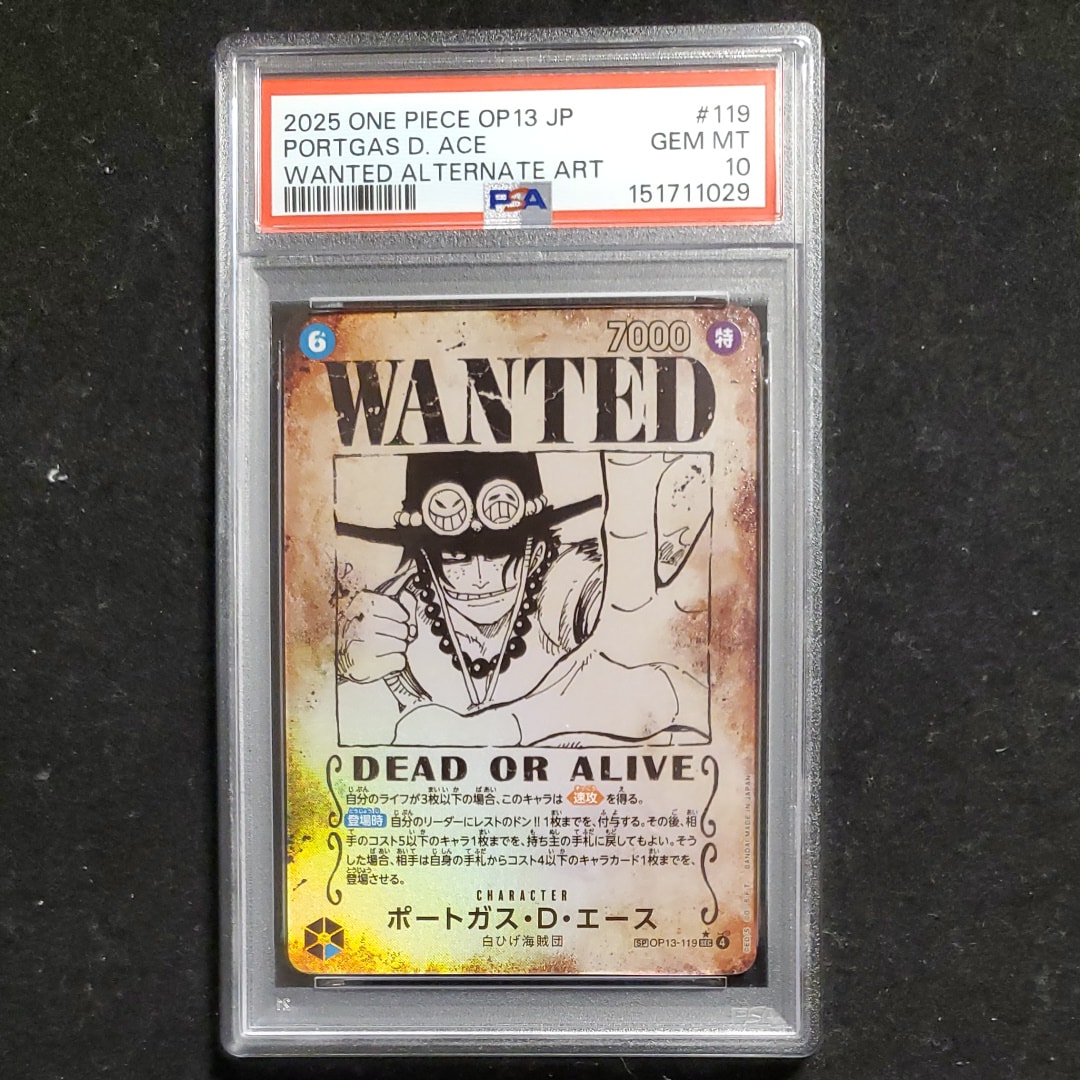 2025 ONE PIECE OP13 JP #119
PORTGAS D. ACE GEM MT
WANTED ALTERNATE ART 10
PSA 151711029
6 7000 特
WANTED
DEAD OR ALIVE
自分のライフが3枚以下の場合、このキャラは 速攻 を得る。
登場時 自分のリーダーにレストのドン!!1枚までを、付与する。その後、相
手のコスト5以下のキャラ1枚までを、持ち主の手札に戻してもよい。そう
した場合、相手は自身の手札からコスト4以下のキャラカード1枚までを、
登場させる。
CHARACTER
ポートガス・D・エース
白ひげ海賊団
SP OP13-119 SEC 4
BANDAI MADE IN JAPAN